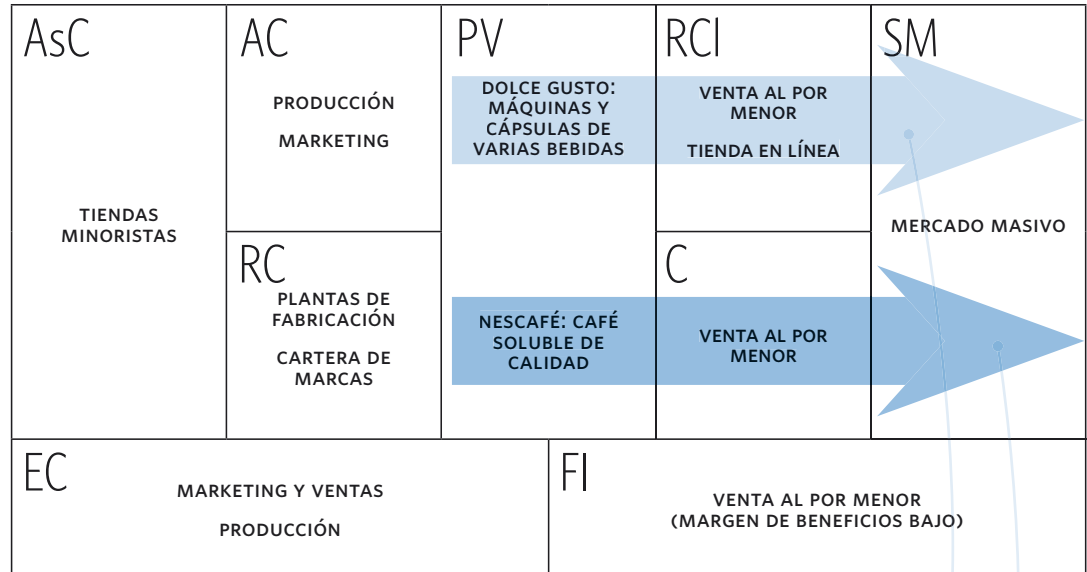 AsC
TIENDAS
MINORISTAS
AC
PRODUCCIÓN
MARKETING
RC
PLANTAS DE
FABRICACIÓN
CARTERA DE
MARCAS
PV
DOLCE GUSTO:
MÁQUINAS Y
CÁPSULAS DE
VARIAS BEBIDAS
NESCAFÉ: CAFÉ
SOLUBLE DE
CALIDAD
RCl
VENTA AL POR
MENOR
TIENDA EN LÍNEA
C
VENTA AL POR
MENOR
SM
MERCADO MASIVO
EC
MARKETING Y VENTAS
PRODUCCIÓN
FI
VENTA AL POR MENOR
(MARGEN DE BENEFICIOS BAJO)